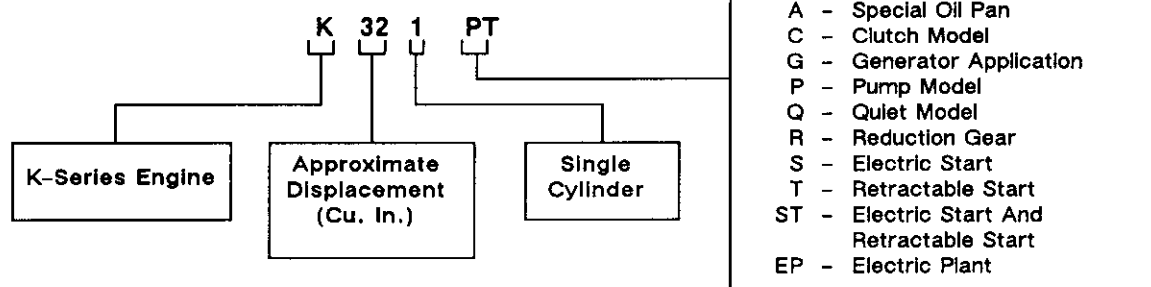 K 32 1 PT
K–Series Engine
Approximate
Displacement
(Cu. In.)
Single
Cylinder
A – Special Oil Pan
C – Clutch Model
G – Generator Application
P – Pump Model
Q – Quiet Model
R – Reduction Gear
S – Electric Start
T – Retractable Start
ST – Electric Start And
Retractable Start
EP – Electric Plant